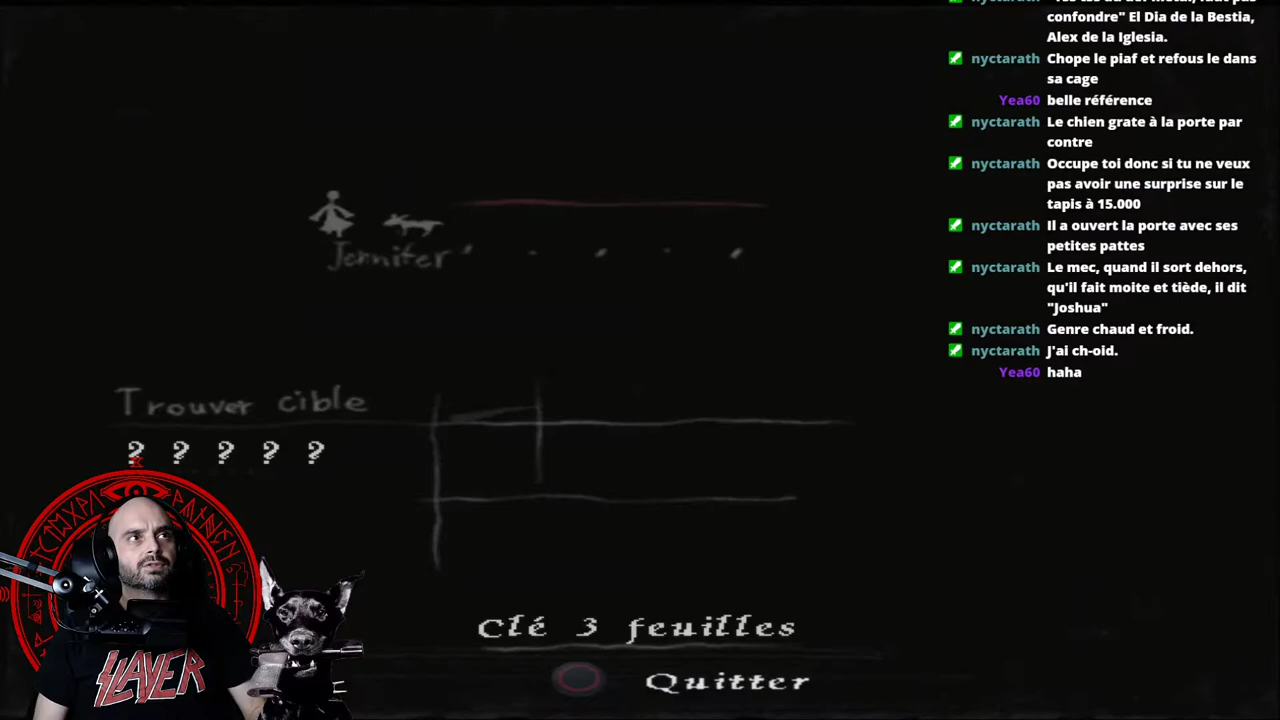 confondre" El Dia de la Bestia,
Alex de la Iglesia.
nyctarath Chope le piaf et refous le dans
sa cage
Yea60 belle référence
nyctarath Le chien grate à la porte par
contre
nyctarath Occupe toi donc si tu ne veux
pas avoir une surprise sur le
tapis à 15.000
nyctarath Il a ouvert la porte avec ses
petites pattes
nyctarath Le mec, quand il sort dehors,
qu'il fait moite et tiède, il dit
"Joshua"
nyctarath Genre chaud et froid.
nyctarath J'ai ch-oid.
Yea60 haha
Jennifer
Trouver cible
? ? ? ? ?
Clé 3 feuilles
Quitter
SLAYER